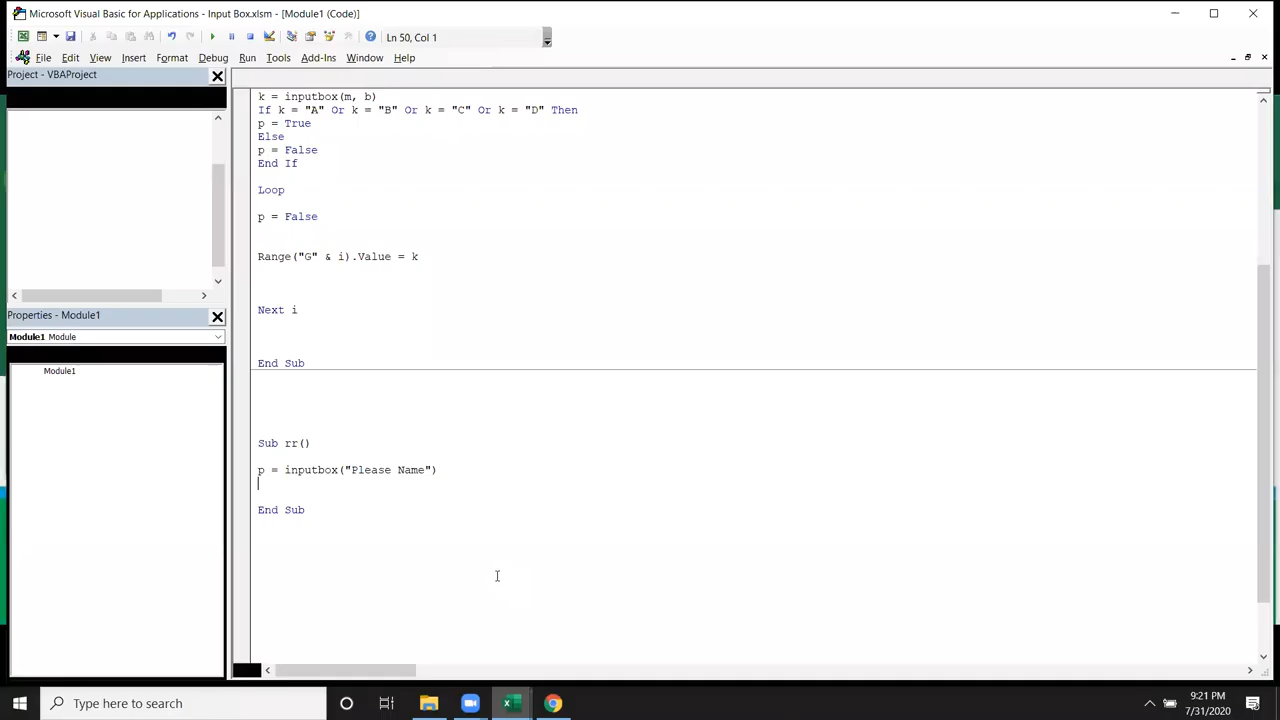 Microsoft Visual Basic for Applications - Input Box.xlsm - [Module1 (Code)]
Ln 50, Col 1
File Edit View Insert Format Debug Run Tools Add-Ins Window Help
Project - VBAProject
k = inputbox(m, b)
If k = "A" Or k = "B" Or k = "C" Or k = "D" Then
p = True
Else
p = False
End If
Loop
p = False
Range("G" & i).Value = k
Next i
End Sub
Properties - Module1
Module1 Module
Module1
Sub rr()
p = inputbox("Please Name")
End Sub
Type here to search
9:21 PM
7/31/2020